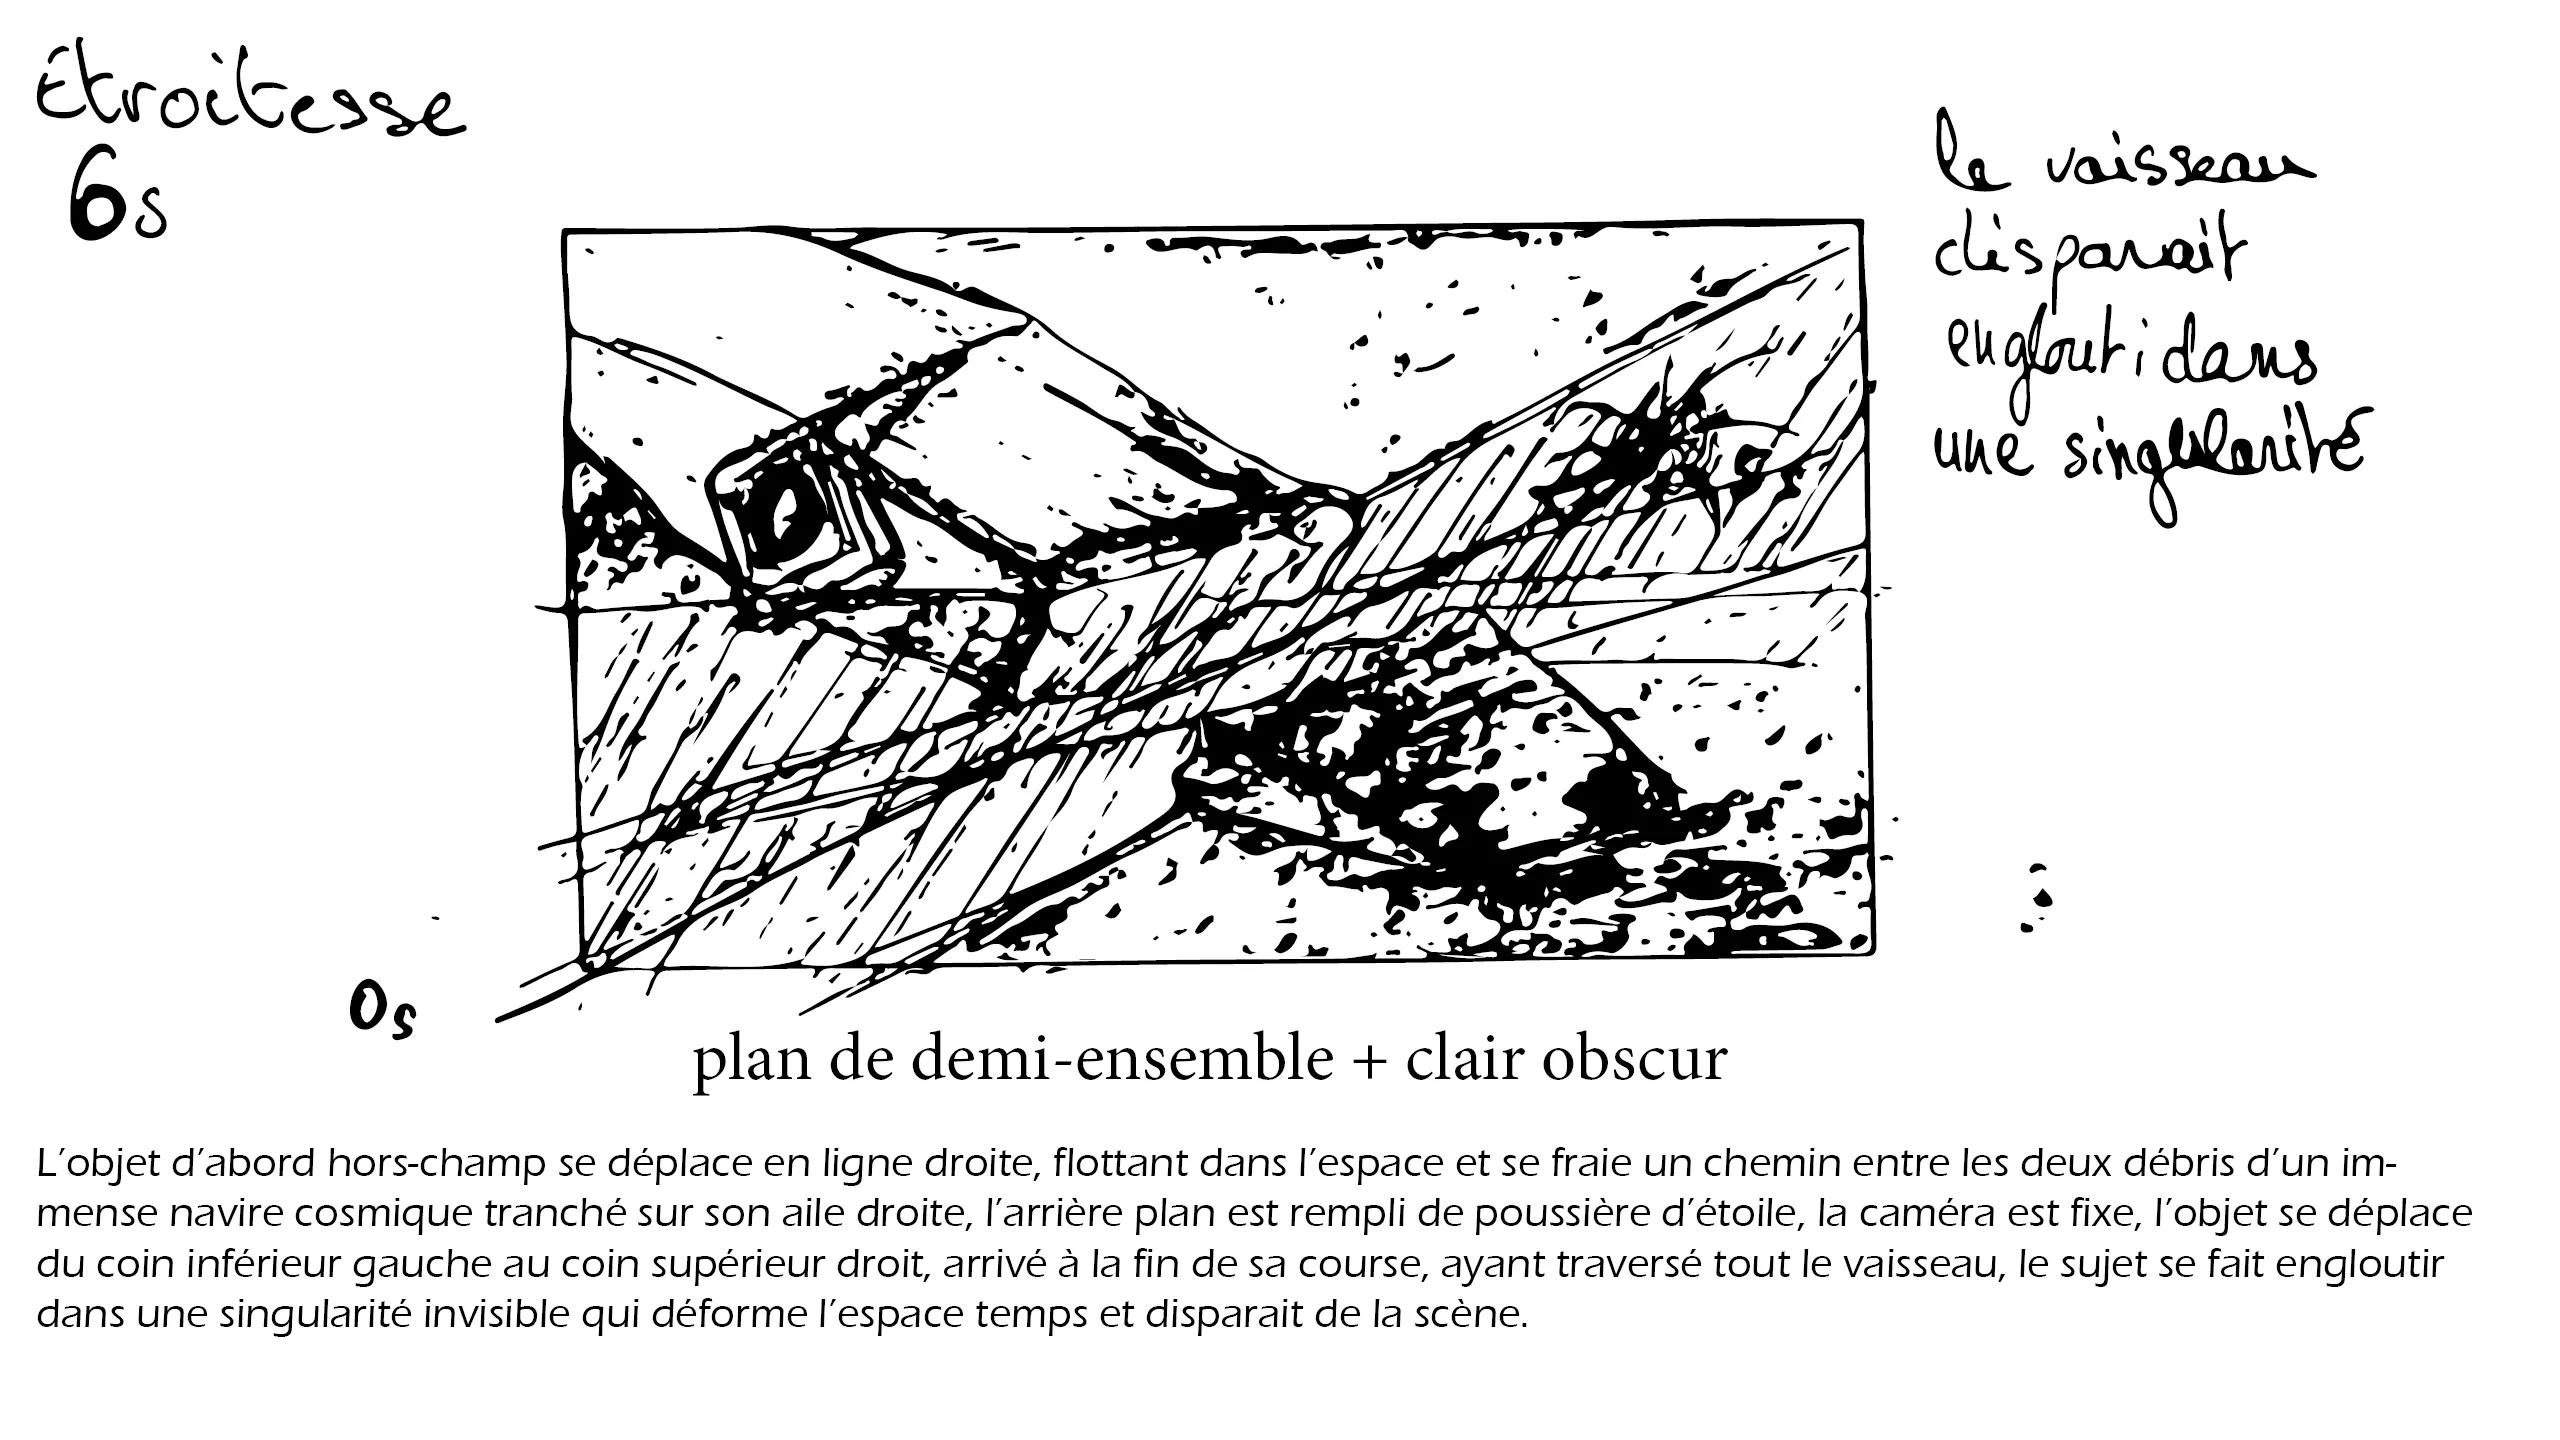 Étroitesse
6s
le vaisseau
disparait
englouti dans
une singularité
0s
plan de demi-ensemble + clair obscur
L'objet d'abord hors-champ se déplace en ligne droite, flottant dans l'espace et se fraie un chemin entre les deux débris d'un im-
mense navire cosmique tranché sur son aile droite, l'arrière plan est rempli de poussière d'étoile, la caméra est fixe, l'objet se déplace
du coin inférieur gauche au coin supérieur droit, arrivé à la fin de sa course, ayant traversé tout le vaisseau, le sujet se fait engloutir
dans une singularité invisible qui déforme l'espace temps et disparait de la scène.